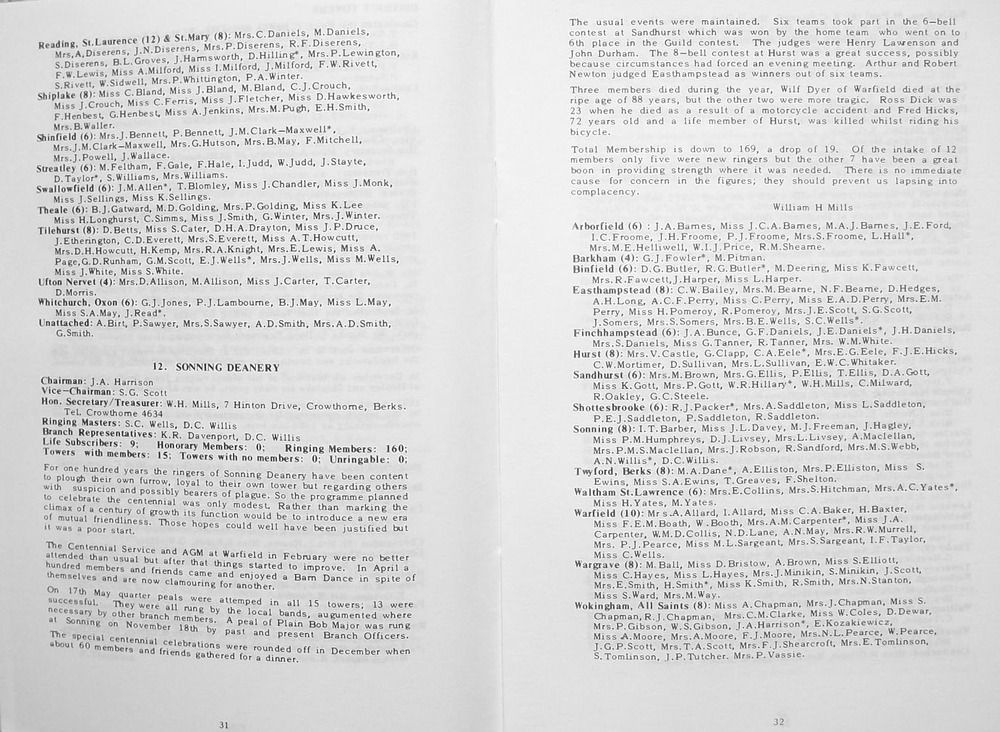 Reading, St.Laurence (12) & St.Mary (8): Mrs.C.Daniels, M.Daniels,
Mrs,A.Diserens, J.N.Diserens, Mrs.P.Diserens, R.F.Diserens,
S.Diserens, B.L.Groves, J.Harmsworth, D.Hilling*, Mrs.P.Lewington,
F.W.Lewis, Miss A.Milford, Miss I.Milford, J.Milford, F.W.Rivett,
S.Rivett, W.Sidwell, Mrs.P.Whittington, P.A.Winter.
Shiplake (8): Miss C.Bland, Miss J.Bland, M.Bland, C.J.Crouch,
Miss J.Crouch, Miss C.Ferris, Miss J.Fletcher, Miss D.Hawkesworth,
F.Henbest, G.Henbest, Miss A.Jenkins, Mrs.M.Pugh, E.H.Smith,
Mrs.B.Waller.
Shinfield (6): Mrs.J.Bennett, P.Bennett, J.M.Clark-Maxwell*,
Mrs.J.M.Clark-Maxwell, Mrs.G.Hutson, Mrs.B.May, F.Mitchell,
Mrs.J.Powell, J.Wallace.
Streatley (6): M.Feltham, F.Gale, F.Hale, I.Judd, W.Judd, J.Stayte,
D.Taylor*, S.Williams, Mrs.Williams.
Swallowfield (6): J.M.Allen*, T.Blomley, Miss J.Chandler, Miss J.Monk,
Miss J.Sellings, Miss K.Sellings.
Theale (6): B.J.Gatward, M.D.Golding, Mrs.P.Golding, Miss K.Lee
Miss H.Longhurst, C.Simms, Miss J.Smith, G.Winter, Mrs.J.Winter.
Tilehurst (8): D.Betts, Miss S.Cater, D.H.A.Drayton, Miss J.P.Druce,
J.Etherington, C.D.Everett, Mrs.S.Everett, Miss A.T.Howcutt,
Mrs.D.H.Howcutt, H.Kemp, Mrs.R.A.Knight, Mrs.E.Lewis, Miss A.
Page,G.D.Runham, G.M.Scott, E.J.Wells*, Mrs.J.Wells, Miss M.Wells,
Miss J.White, Miss S.White.
Ufton Nervet (4): Mrs.D.Allison, M.Allison, Miss J.Carter, T.Carter,
D.Morris.
Whitchurch, Oxon (6): G.J.Jones, P.J.Lambourne, B.J.May, Miss L.May,
Miss S.A.May, J.Read*.
Unattached: A.Birt, P.Sawyer, Mrs.S.Sawyer, A.D.Smith, Mrs.A.D.Smith,
G.Smith.
12. SONNING DEANERY
Chairman: J.A. Harrison
Vice-Chairman: S.G. Scott
Hon. Secretary/Treasurer: W.H. Mills, 7 Hinton Drive, Crowthorne, Berks.
Tel. Crowthorne 4634
Ringing Masters: S.C. Wells, D.C. Willis
Branch Representatives: K.R. Davenport, D.C. Willis
Life Subscribers: 9; Honorary Members: 0; Ringing Members: 160;
Towers with members: 15; Towers with no members: 0; Unringable: 0;
For one hundred years the ringers of Sonning Deanery have been content
to plough their own furrow, loyal to their own tower but regarding others
with suspicion and possibly bearers of plague. So the programme planned
to celebrate the centennial was only modest. Rather than marking the
climax of a century of growth its function would be to introduce a new era
of mutual friendliness. Those hopes could well have been justified but
it was a poor start.
The Centennial Service and AGM at Warfield in February were no better
attended than usual but after that things started to improve. In April a
hundred members and friends came and enjoyed a Barn Dance in spite of
themselves and are now clamouring for another.
On 17th May quarter peals were attemped in all 15 towers; 13 were
successful. They were all rung by the local bands, augumented where
necessary by other branch members. A peal of Plain Bob Major was rung
at Sonning on November 18th by past and present Branch Officers.
The special centennial celebrations were rounded off in December when
about 60 members and friends gathered for a dinner.
31
The usual events were maintained. Six teams took part in the 6-bell
contest at Sandhurst which was won by the home team who went on to
6th place in the Guild contest. The judges were Henry Lawrenson and
John Durham. The 8-bell contest at Hurst was a great success, possibly
because circumstances had forced an evening meeting. Arthur and Robert
Newton judged Easthampstead as winners out of six teams.
Three members died during the year, Wilf Dyer of Warfield died at the
ripe age of 88 years, but the other two were more tragic. Ross Dick was
23 when he died as a result of a motorcycle accident and Fred Hicks,
72 years old and a life member of Hurst, was killed whilst riding his
bicycle.
Total Membership is down to 169, a drop of 19. Of the intake of 12
members only five were new ringers but the other 7 have been a great
boon in providing strength where it was needed. There is no immediate
cause for concern in the figures; they should prevent us lapsing into
complacency.
William H Mills
Arborfield (6) : J.A.Barnes, Miss J.C.A.Barnes, M.A.J.Barnes, J.E.Ford,
I.C.Froome, J.H.Froome, P.J.Froome, Mrs.S.Froome, L.Hall*,
Mrs.M.E.Helliwell, W.I.J.Price, R.M.Shearne.
Barkham (4): G.J.Fowler*, M.Pitman.
Binfield (6): D.G.Butler, R.G.Butler*, M.Deering, Miss K.Fawcett,
Mrs.R.Fawcett,J.Harper, Miss L.Harper.
Easthampstead (8): C.W.Bailey, Mrs.M.Bearne, N.F.Bearne, D.Hedges,
A.H.Long, A.C.F.Perry, Miss C.Perry, Miss E.A.D.Perry, Mrs.E.M.
Perry, Miss H.Pomeroy, R.Pomeroy, Mrs.J.E.Scott, S.G.Scott,
J.Somers, Mrs.S.Somers, Mrs.B.E.Wells, S.C.Wells*.
Finchhampstead (6): J.A.Bunce, G.F.Daniels, J.E.Daniels*, J.H.Daniels,
Mrs.S.Daniels, Miss G.Tanner, R.Tanner, Mrs. W.M.White.
Hurst (8): Mrs.V.Castle, G.Clapp, C.A.Eele*, Mrs.E.G.Eele, F.J.E.Hicks,
C.W.Mortimer, D.Sullivan, Mrs.L.Sullivan, E.W.C.Whitaker.
Sandhurst (6): Mrs.M.Brown, Mrs.G.Ellis, P.Ellis, T.Ellis, D.A.Gott,
Miss K.Gott, Mrs.P.Gott, W.R.Hillary*, W.H.Mills, C.Milward,
R.Oakley, G.C.Steele.
Shottesbrooke (6): R.J.Packer*, Mrs.A.Saddleton, Miss L.Saddleton,
P.E.J.Saddleton, P.Saddleton, R.Saddleton.
Sonning (8): I.T.Barber, Miss J.L.Davey, M.J.Freeman, J.Hagley,
Miss P.M.Humphreys, D.J.Livsey, Mrs.L.Livsey, A.Maclellan,
Mrs.P.M.S.Maclellan, Mrs.J.Robson, R.Sandford, Mrs.M.S.Webb,
A.N.Willis*, D.C.Willis.
Twyford, Berks (8): M.A.Dane*, A.Elliston, Mrs.P.Elliston, Miss S.
Ewins, Miss S.A.Ewins, T.Greaves, F.Shelton.
Waltham St.Lawrence (6): Mrs.E.Collins, Mrs.S.Hitchman, Mrs.A.C.Yates*,
Miss H.Yates, M.Yates.
Warfield (10): Mr s.A.Allard, I.Allard, Miss C.A.Baker, H.Baxter,
Miss F.E.M.Boath, W .Booth, Mrs.A.M.Carpenter*, Miss J.A.
Carpenter, W.M.D.Collis, N.D.Lane, A.N.May, Mrs.R.W.Murrell,
Mrs. P.J.Pearce, Miss M.L.Sargeant, Mrs.S.Sargeant, I.F.Taylor,
Miss C.Wells.
Wargrave (8): M.Ball, Miss D.Bristow, A.Brown, Miss S.Elliott,
Miss C.Hayes, Miss L.Hayes, Mrs.J.Minikin, S.Minikin, J.Scott,
Mrs.E.Smith, H.Smith*, Miss K.Smith, R.Smith, Mrs.N.Stanton,
Miss S.Ward, Mrs.M.Way.
Wokingham, All Saints (8): Miss A.Chapman, Mrs.J.Chapman, Miss S.
Chapman, R.J.Chapman, Mrs.C.M.Clarke, Miss W.Coles, D.Dewar,
Mrs.P.Gibson, W.S.Gibson, J.A.Harrison*, E.Kozakiewicz,
Miss A.Moore, Mrs.A.Moore, F.J.Moore, Mrs.N.L.Pearce, W.Pearce,
J.G.P.Scott, Mrs.T.A.Scott, Mrs.F.J.Shearcroft, Mrs.E.Tomlinson,
S.Tomlinson, J.P.Tutcher. Mrs.P.Vassie.
32